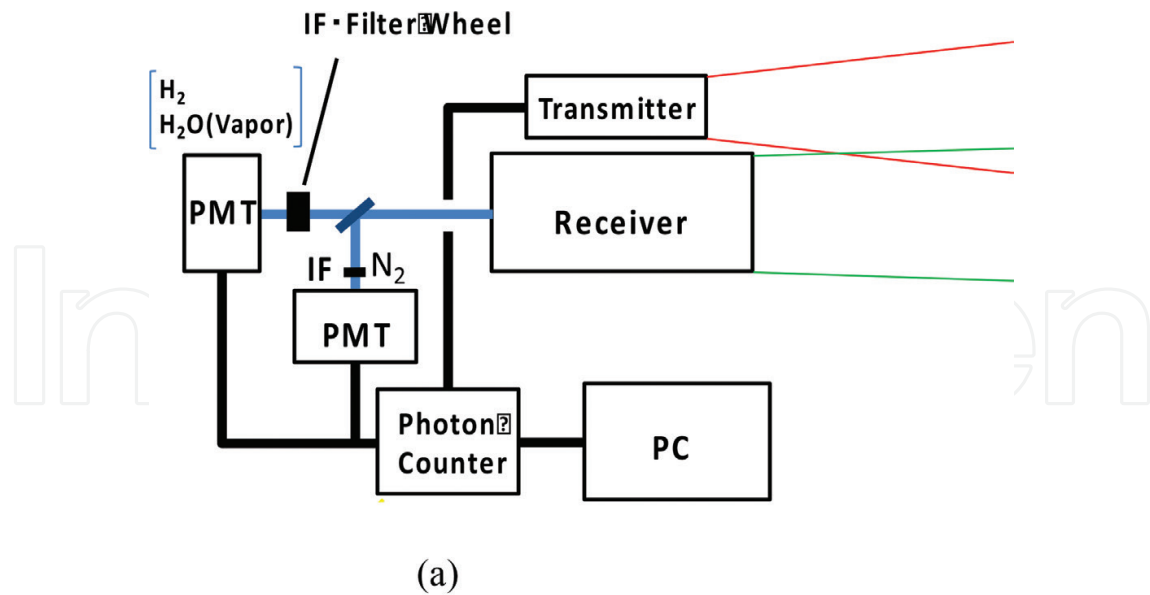 IF・Filter⍰Wheel
H₂
H₂O(Vapor)
Transmitter
PMT
Receiver
IF N₂
PMT
Photon⍰
Counter
PC
(a)